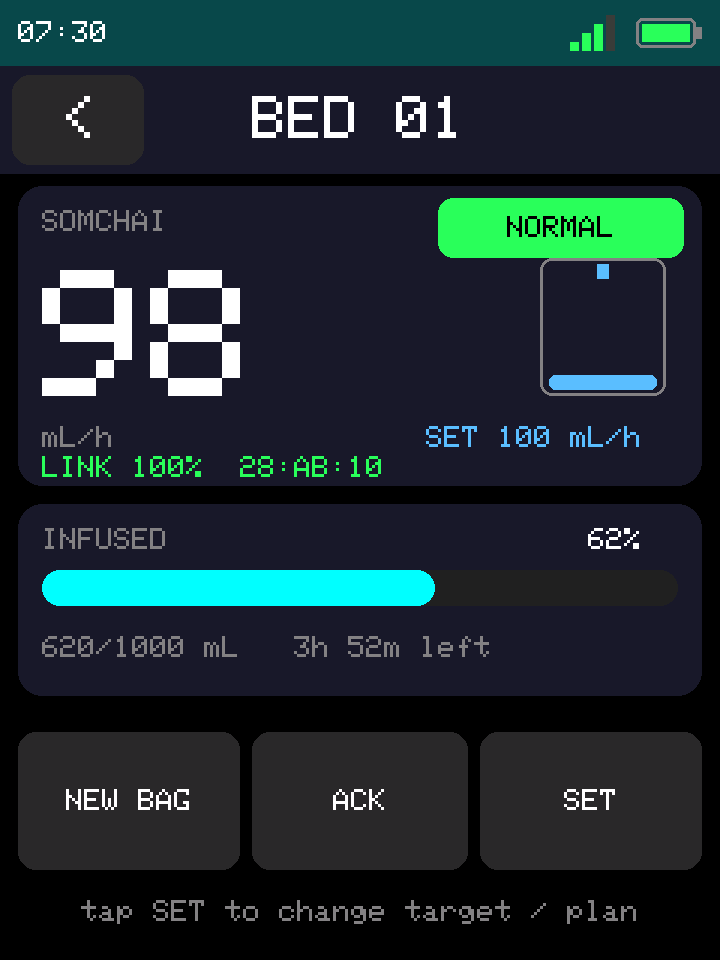 07:30
< BED 01
SOMCHAI
NORMAL
98
mL/h
SET 100 mL/h
LINK 100% 28:AB:10
INFUSED 62%
620/1000 mL 3h 52m left
NEW BAG
ACK
SET
tap SET to change target / plan